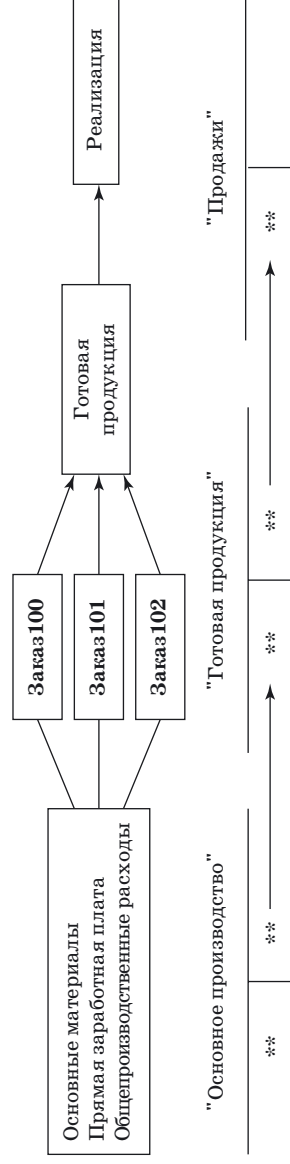 Основные материалы
Прямая заработная плата
Общепроизводственные расходы
Заказ100
Заказ101
Заказ102
Готовая
продукция
Реализация
"Основное производство"
"Готовая продукция"
"Продажи"
** ** ** ** **